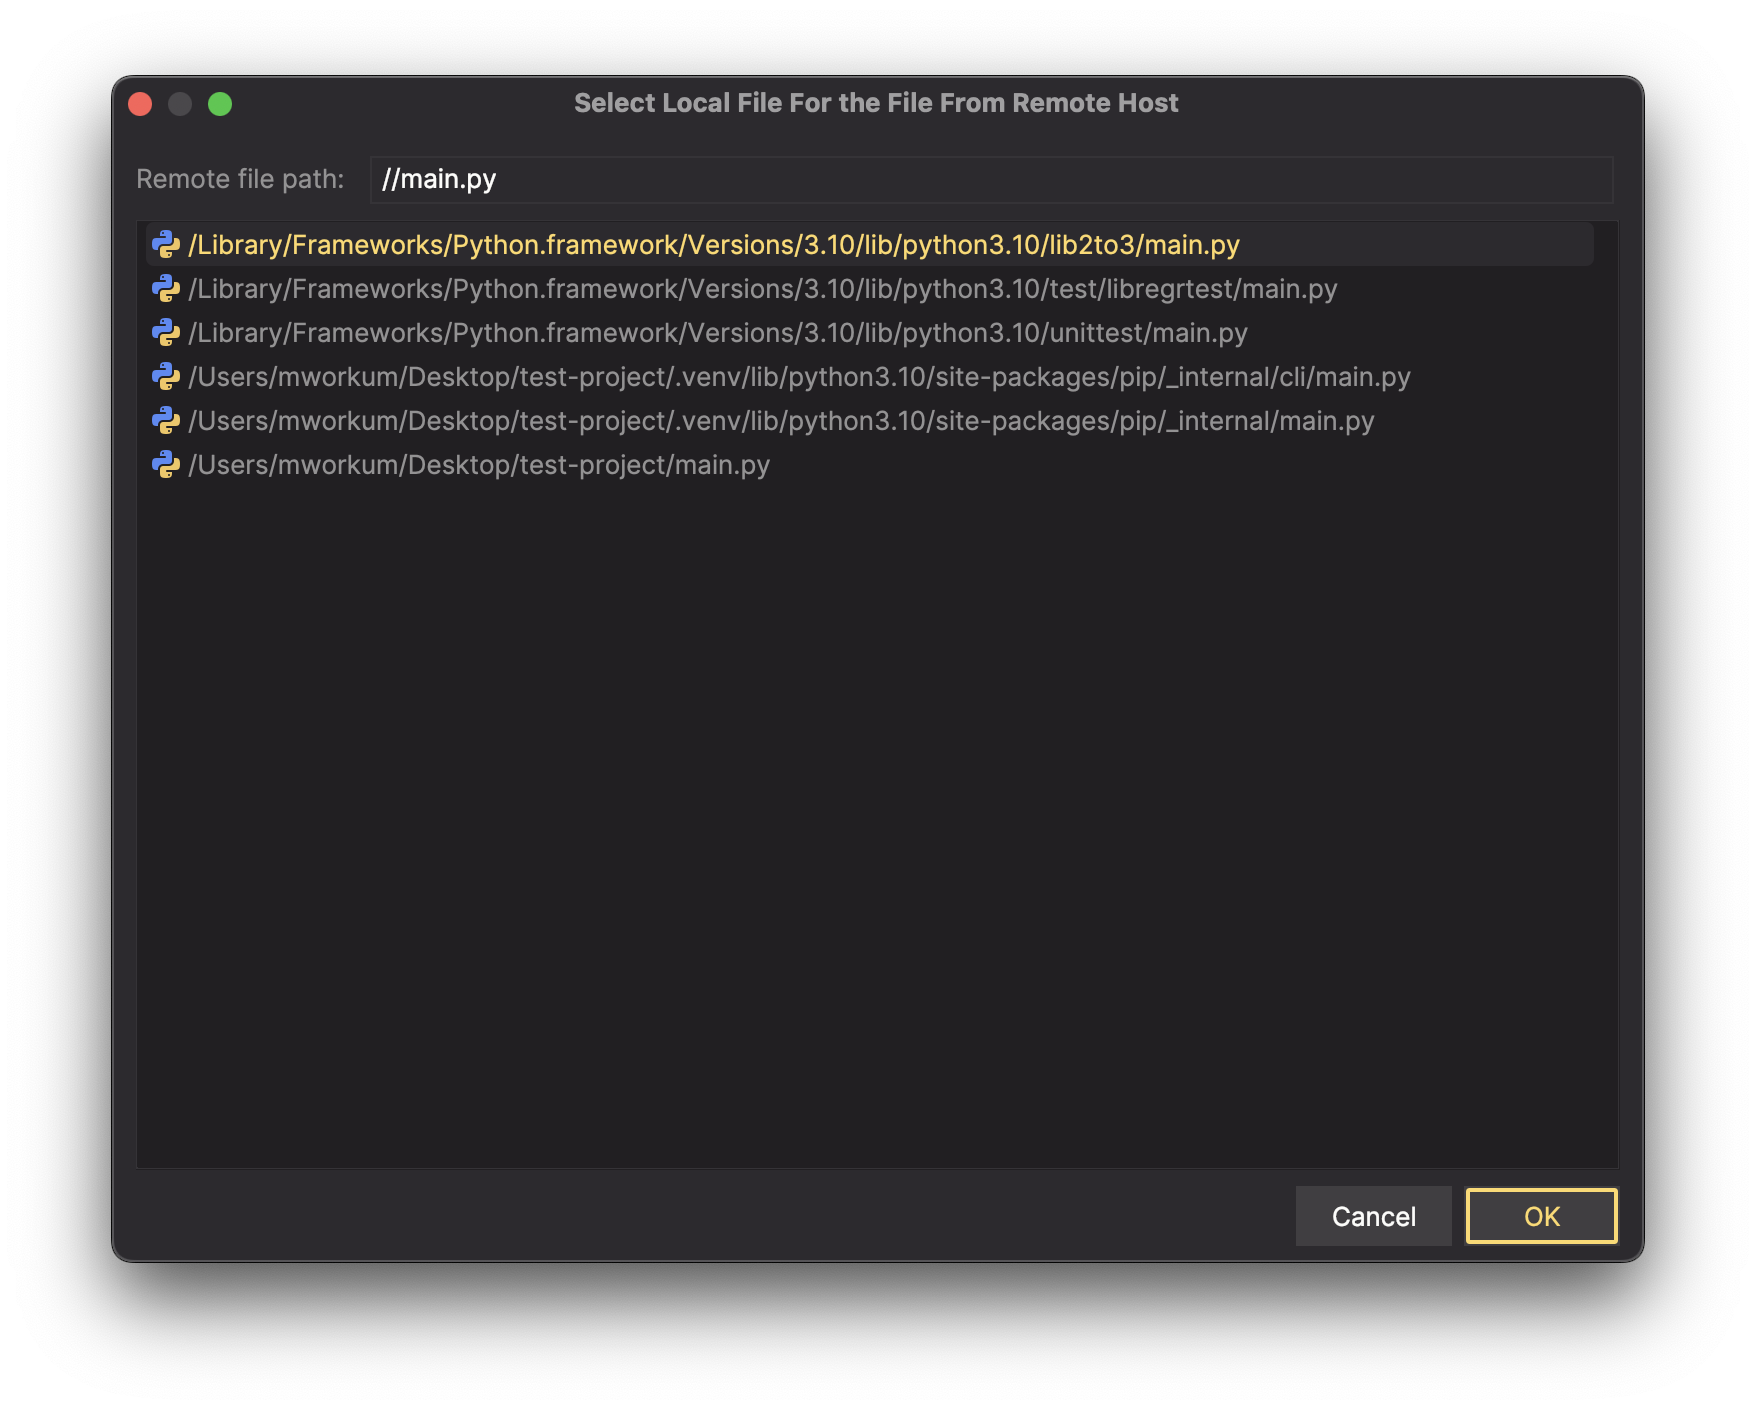 Select Local File For the File From Remote Host
Remote file path: //main.py
/Library/Frameworks/Python.framework/Versions/3.10/lib/python3.10/lib2to3/main.py
/Library/Frameworks/Python.framework/Versions/3.10/lib/python3.10/test/libregrtest/main.py
/Library/Frameworks/Python.framework/Versions/3.10/lib/python3.10/unittest/main.py
/Users/mworkum/Desktop/test-project/.venv/lib/python3.10/site-packages/pip/_internal/cli/main.py
/Users/mworkum/Desktop/test-project/.venv/lib/python3.10/site-packages/pip/_internal/main.py
/Users/mworkum/Desktop/test-project/main.py
Cancel OK